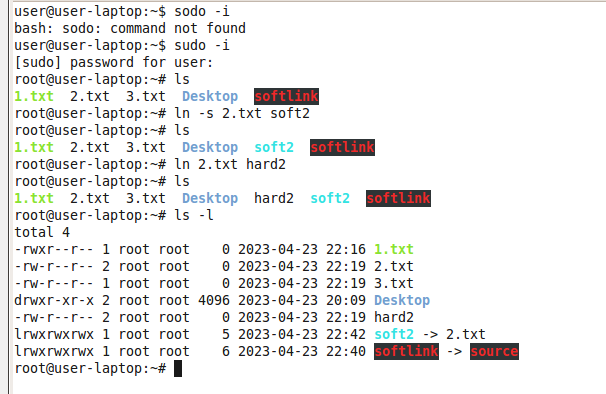 user@user-laptop:~$ sodo -i
bash: sodo: command not found
user@user-laptop:~$ sudo -i
[sudo] password for user:
root@user-laptop:~# ls
1.txt  2.txt  3.txt  Desktop  softlink
root@user-laptop:~# ln -s 2.txt soft2
root@user-laptop:~# ls
1.txt  2.txt  3.txt  Desktop  soft2  softlink
root@user-laptop:~# ln 2.txt hard2
root@user-laptop:~# ls
1.txt  2.txt  3.txt  Desktop  hard2  soft2  softlink
root@user-laptop:~# ls -l
total 4
-rwxr--r-- 1 root root    0 2023-04-23 22:16 1.txt
-rw-r--r-- 2 root root    0 2023-04-23 22:19 2.txt
-rw-r--r-- 1 root root    0 2023-04-23 22:19 3.txt
drwxr-xr-x 2 root root 4096 2023-04-23 20:09 Desktop
-rw-r--r-- 2 root root    0 2023-04-23 22:19 hard2
lrwxrwxrwx 1 root root    5 2023-04-23 22:42 soft2 -> 2.txt
lrwxrwxrwx 1 root root    6 2023-04-23 22:40 softlink -> source
root@user-laptop:~#